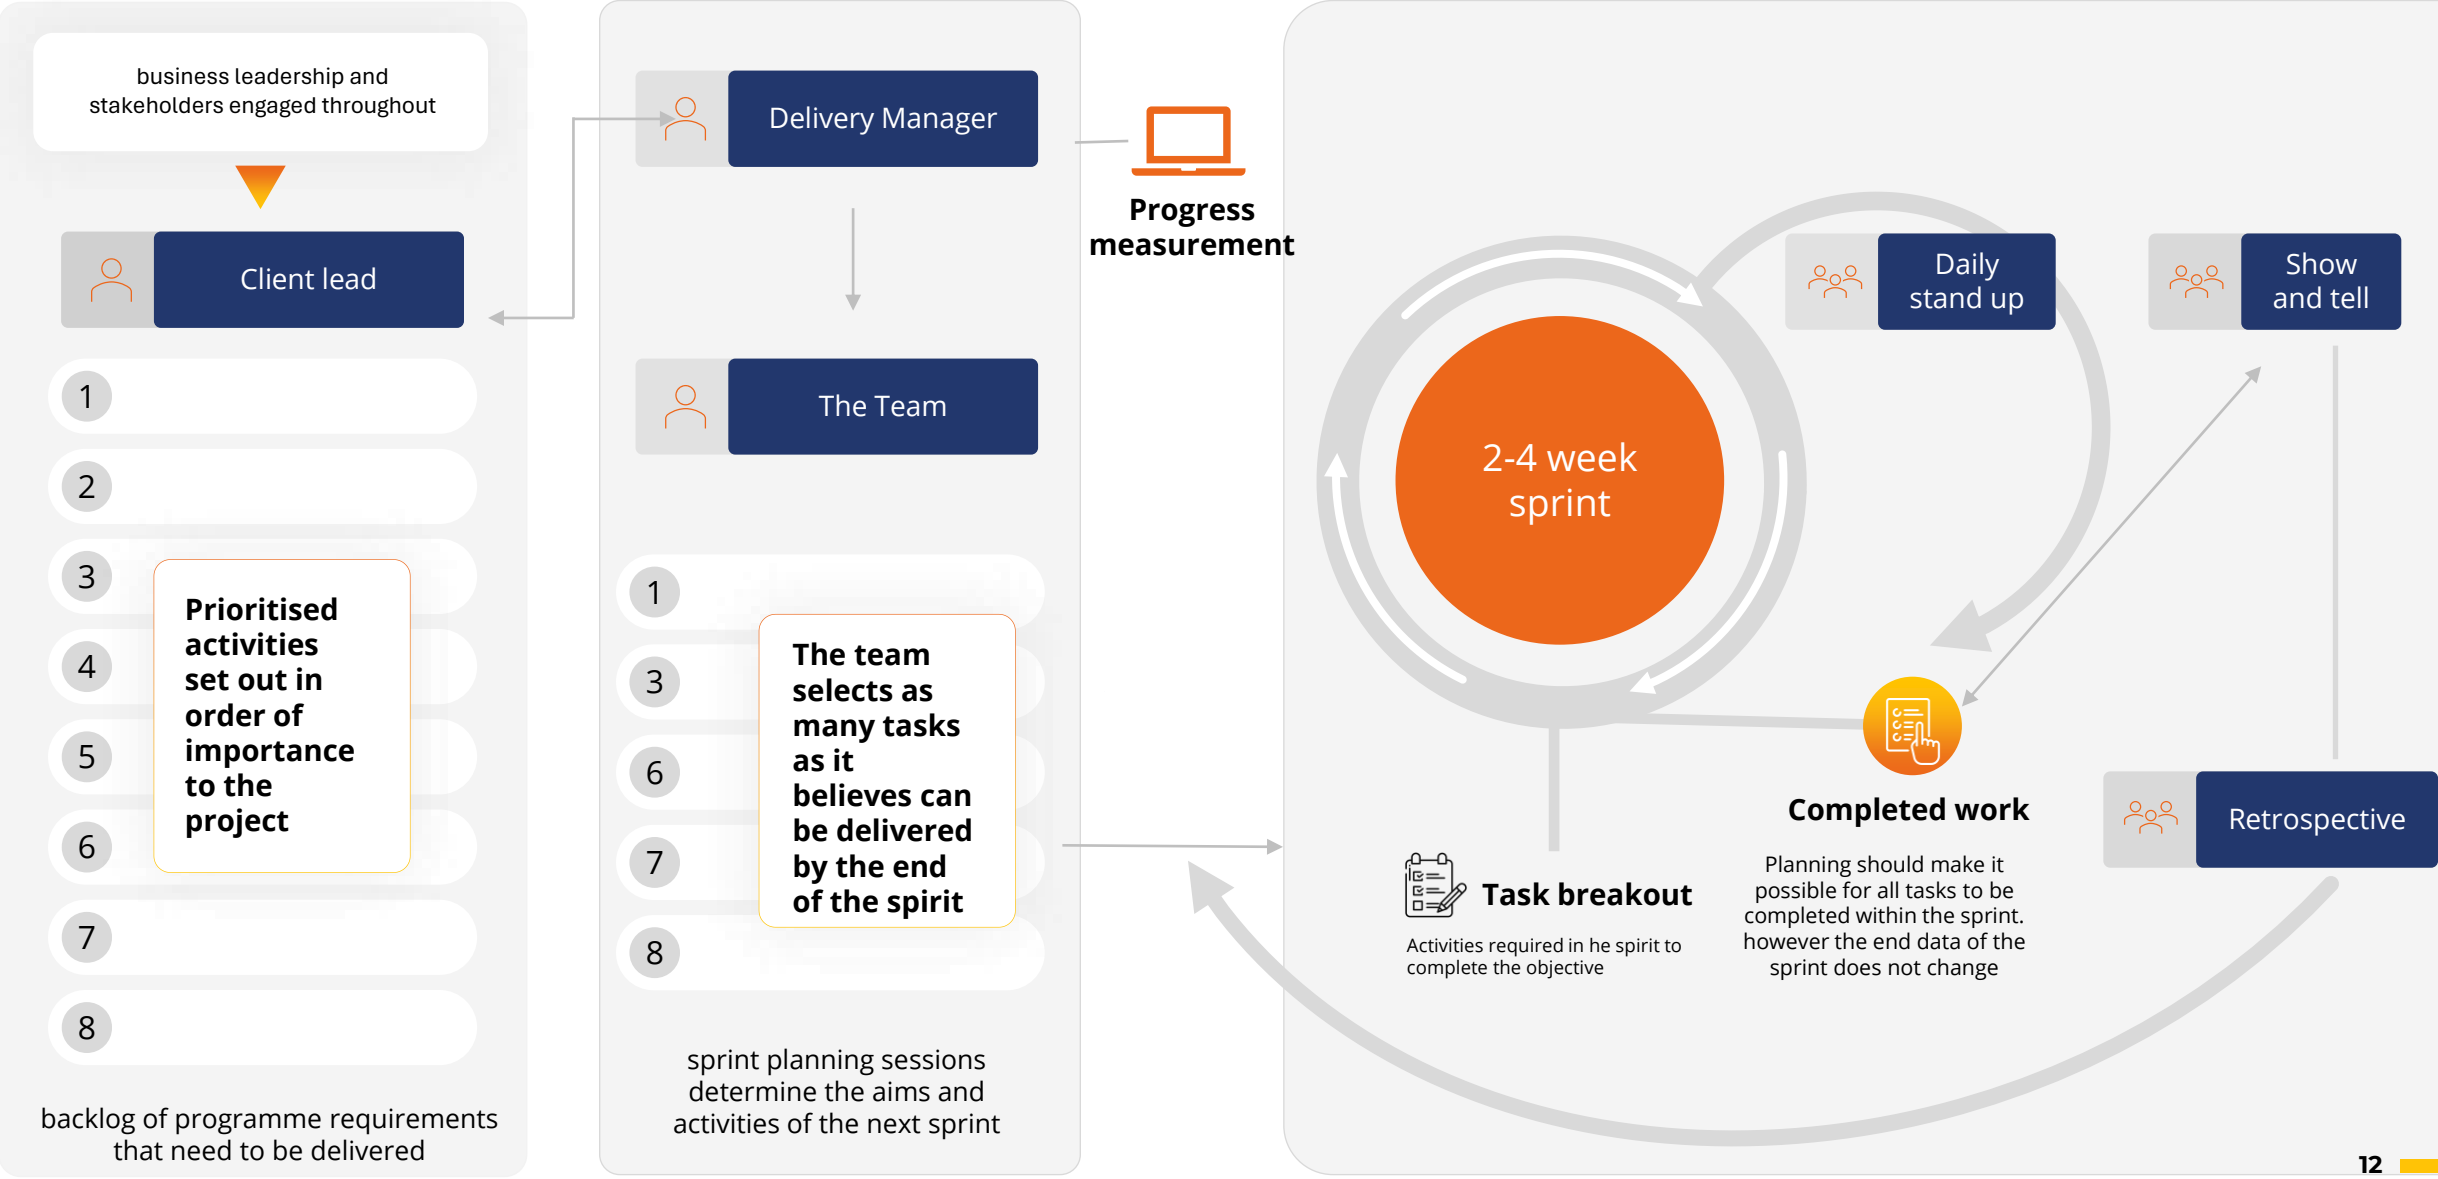 business leadership and
stakeholders engaged throughout
Client lead
1
2
3
4
5
6
7
8
Prioritised
activities
set out in
order of
importance
to the
project
backlog of programme requirements
that need to be delivered
Delivery Manager
The Team
1
3
6
7
8
The team
selects as
many tasks
as it
believes can
be delivered
by the end
of the spirit
sprint planning sessions
determine the aims and
activities of the next sprint
Progress
measurement
2-4 week
sprint
Daily
stand up
Show
and tell
Task breakout
Activities required in he spirit to
complete the objective
Completed work
Planning should make it
possible for all tasks to be
completed within the sprint.
however the end data of the
sprint does not change
Retrospective
12